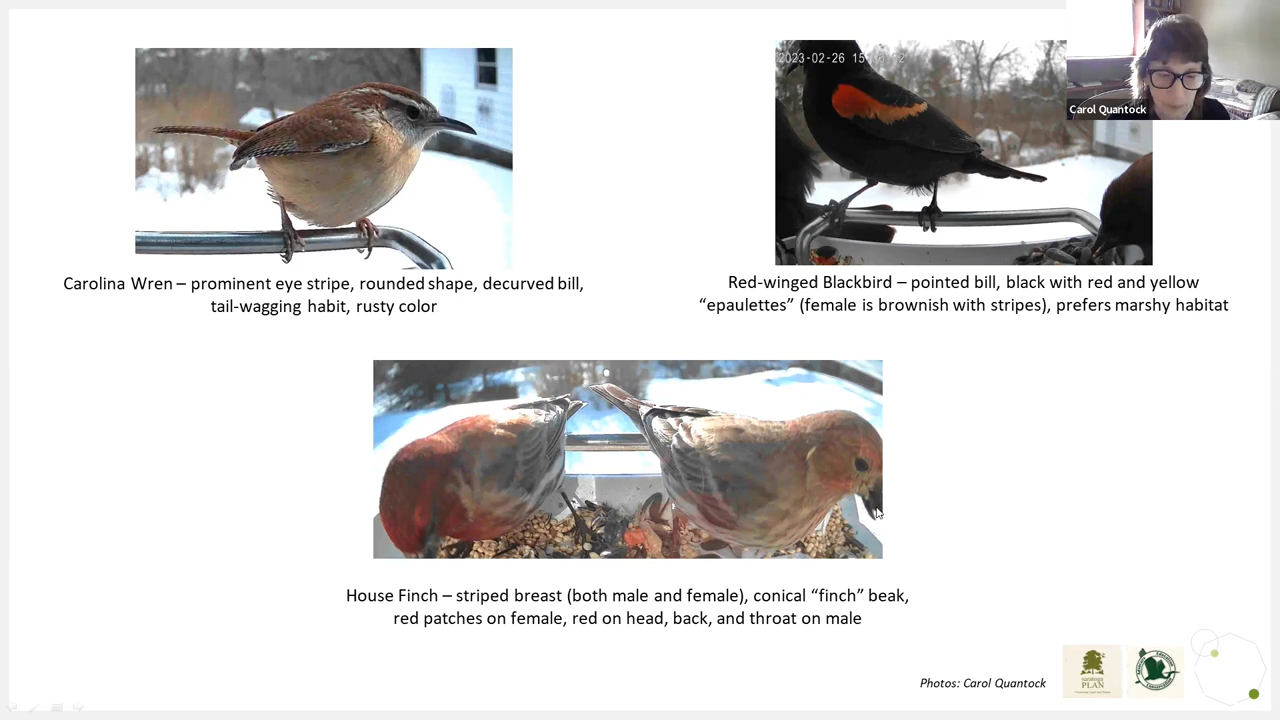 2023-02-26 15
Carol Quantock
Carolina Wren – prominent eye stripe, rounded shape, decurved bill,
tail-wagging habit, rusty color
Red-winged Blackbird – pointed bill, black with red and yellow
“epaulettes” (female is brownish with stripes), prefers marshy habitat
House Finch – striped breast (both male and female), conical “finch” beak,
red patches on female, red on head, back, and throat on male
Photos: Carol Quantock
saratoga
PLAN